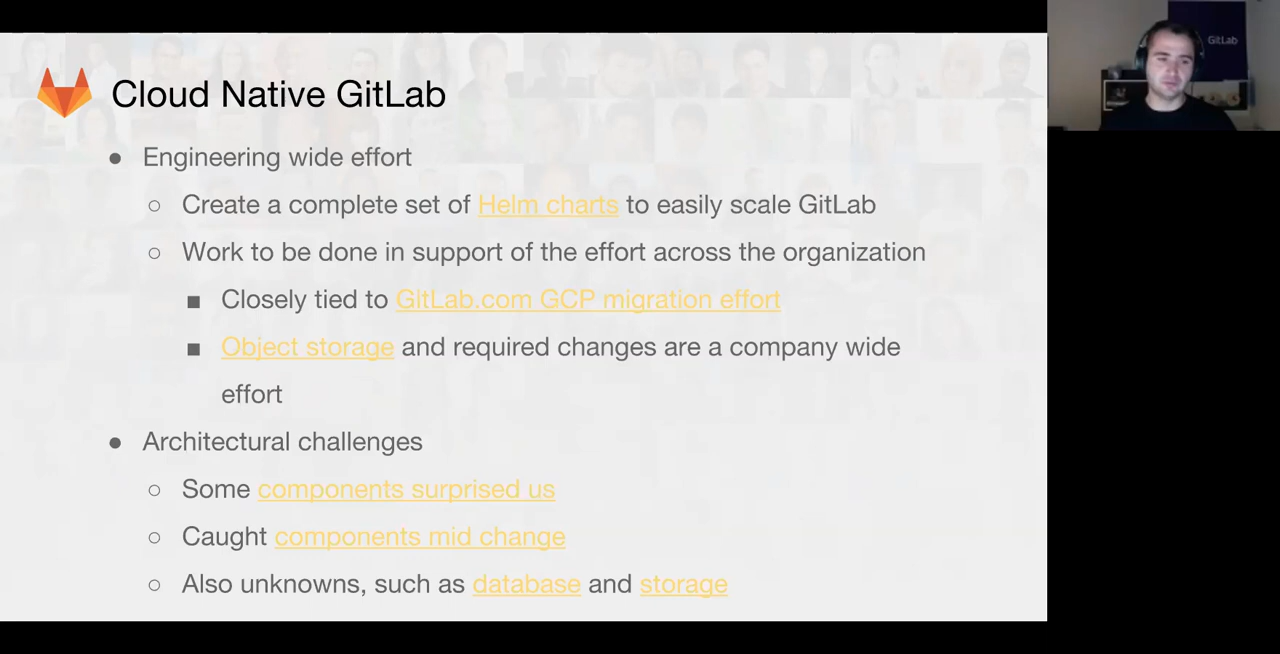 Cloud Native GitLab
● Engineering wide effort
○ Create a complete set of Helm charts to easily scale GitLab
○ Work to be done in support of the effort across the organization
■ Closely tied to GitLab.com GCP migration effort
■ Object storage and required changes are a company wide
effort
● Architectural challenges
○ Some components surprised us
○ Caught components mid change
○ Also unknowns, such as database and storage
GitLab